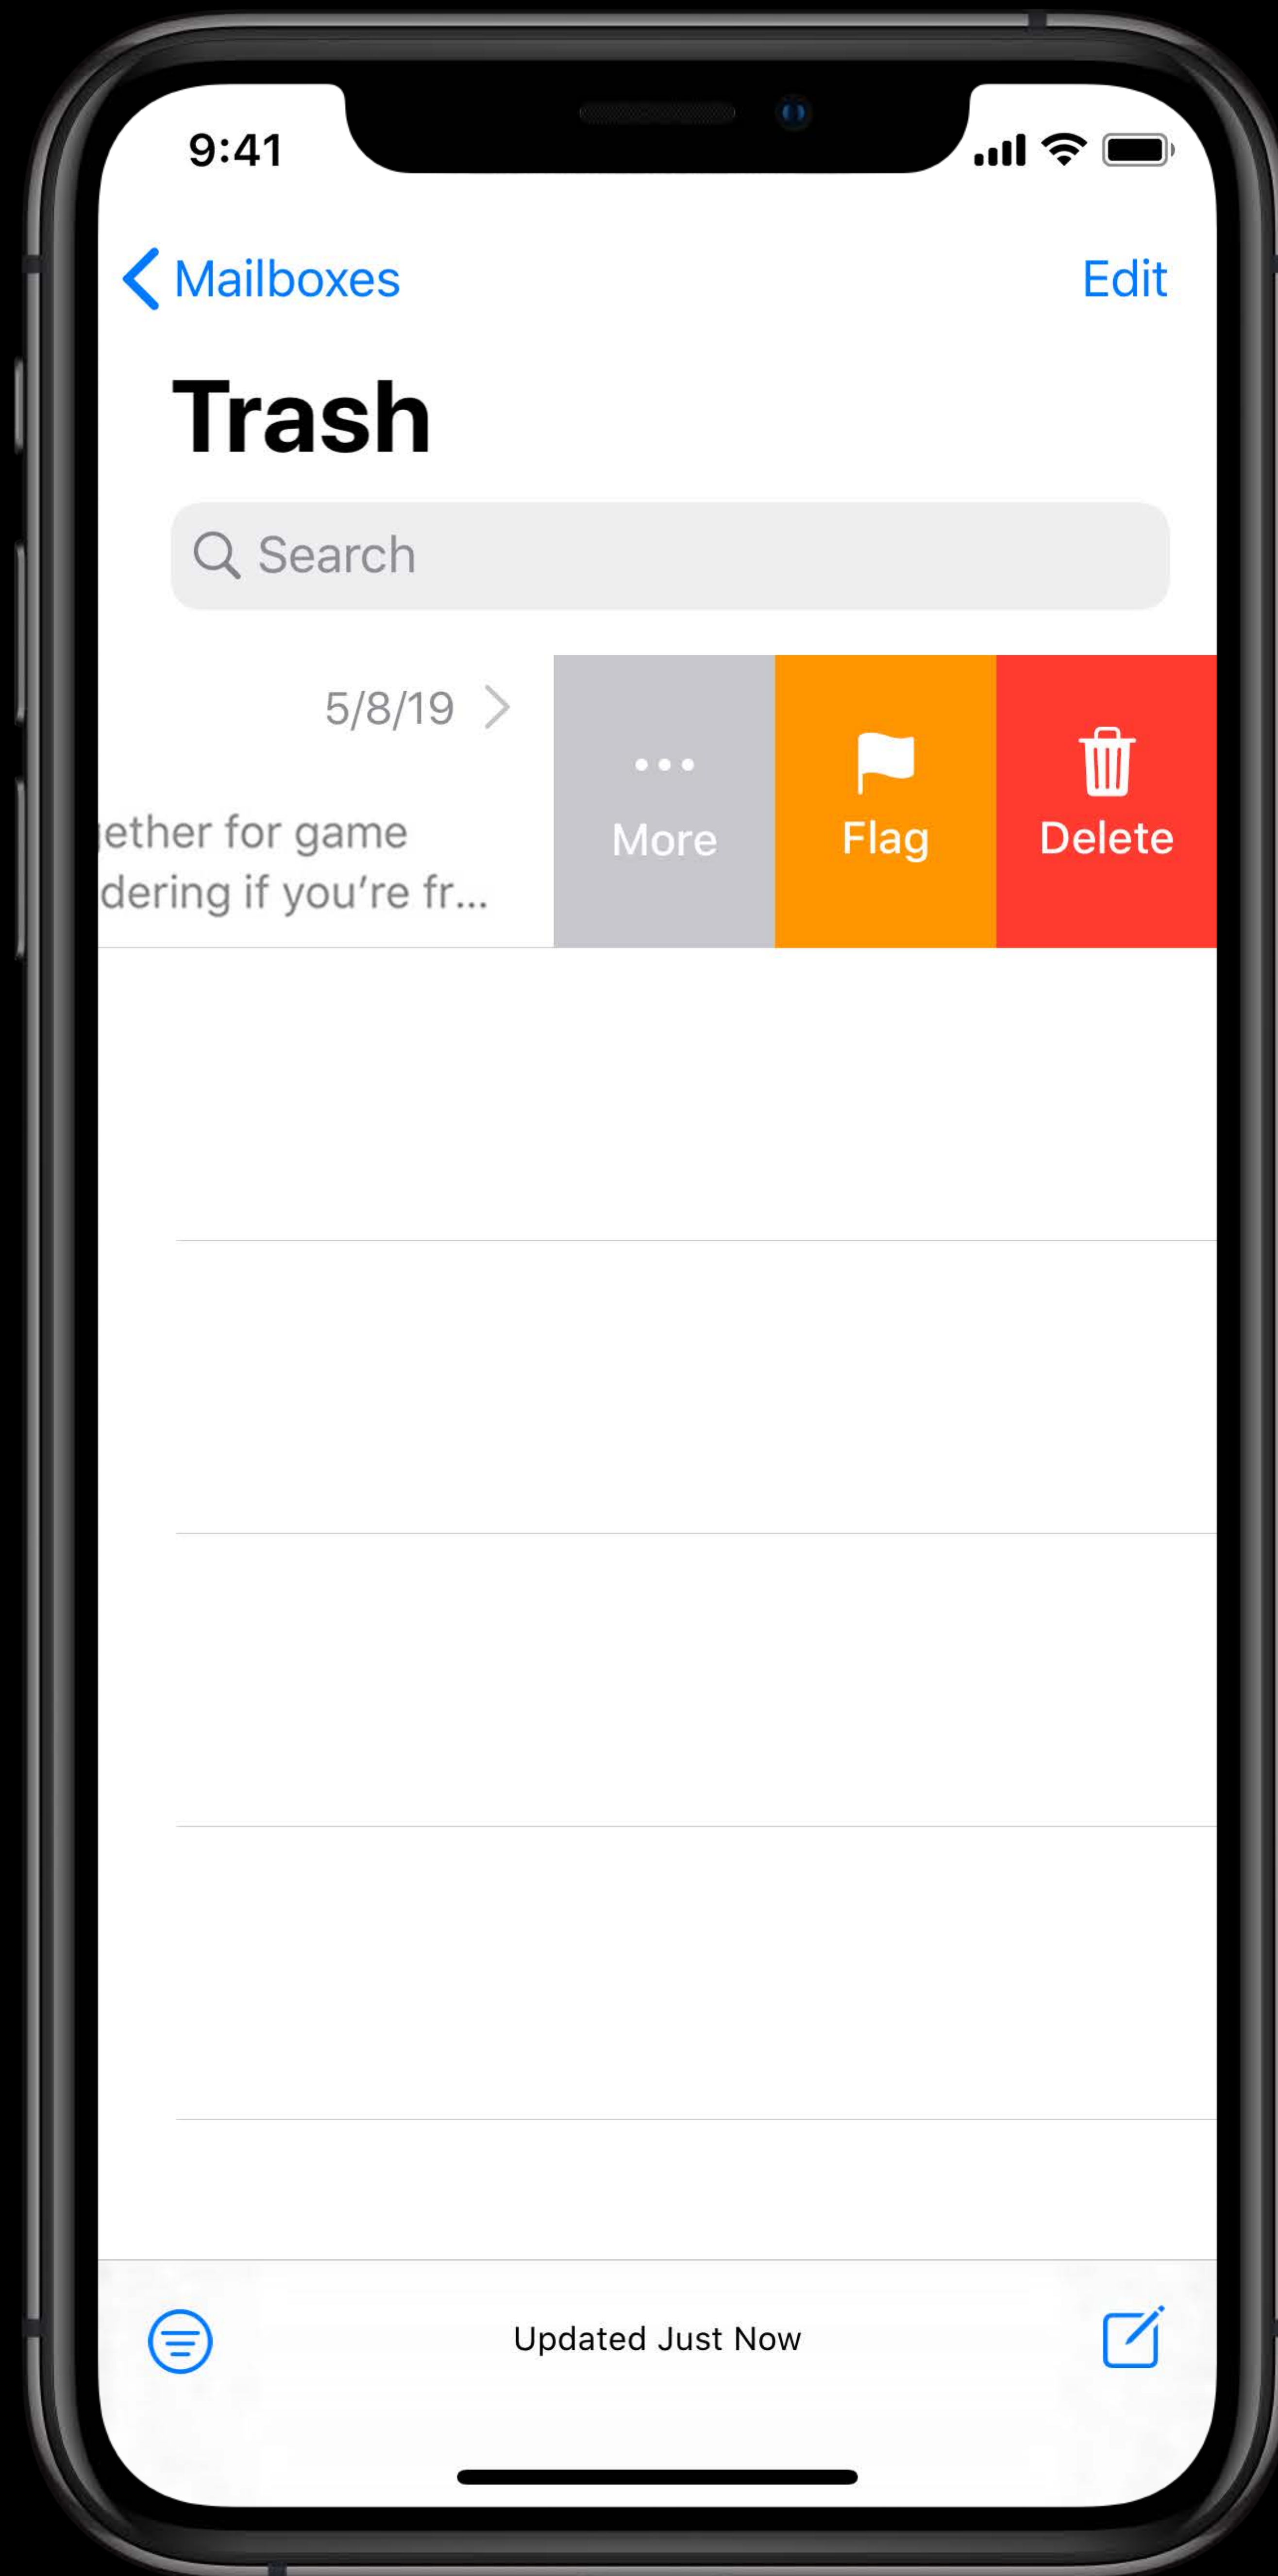 9:41
Mailboxes
Edit
Trash
Search
5/8/19
ether for game
dering if you're fr...
More
Flag
Delete
Updated Just Now